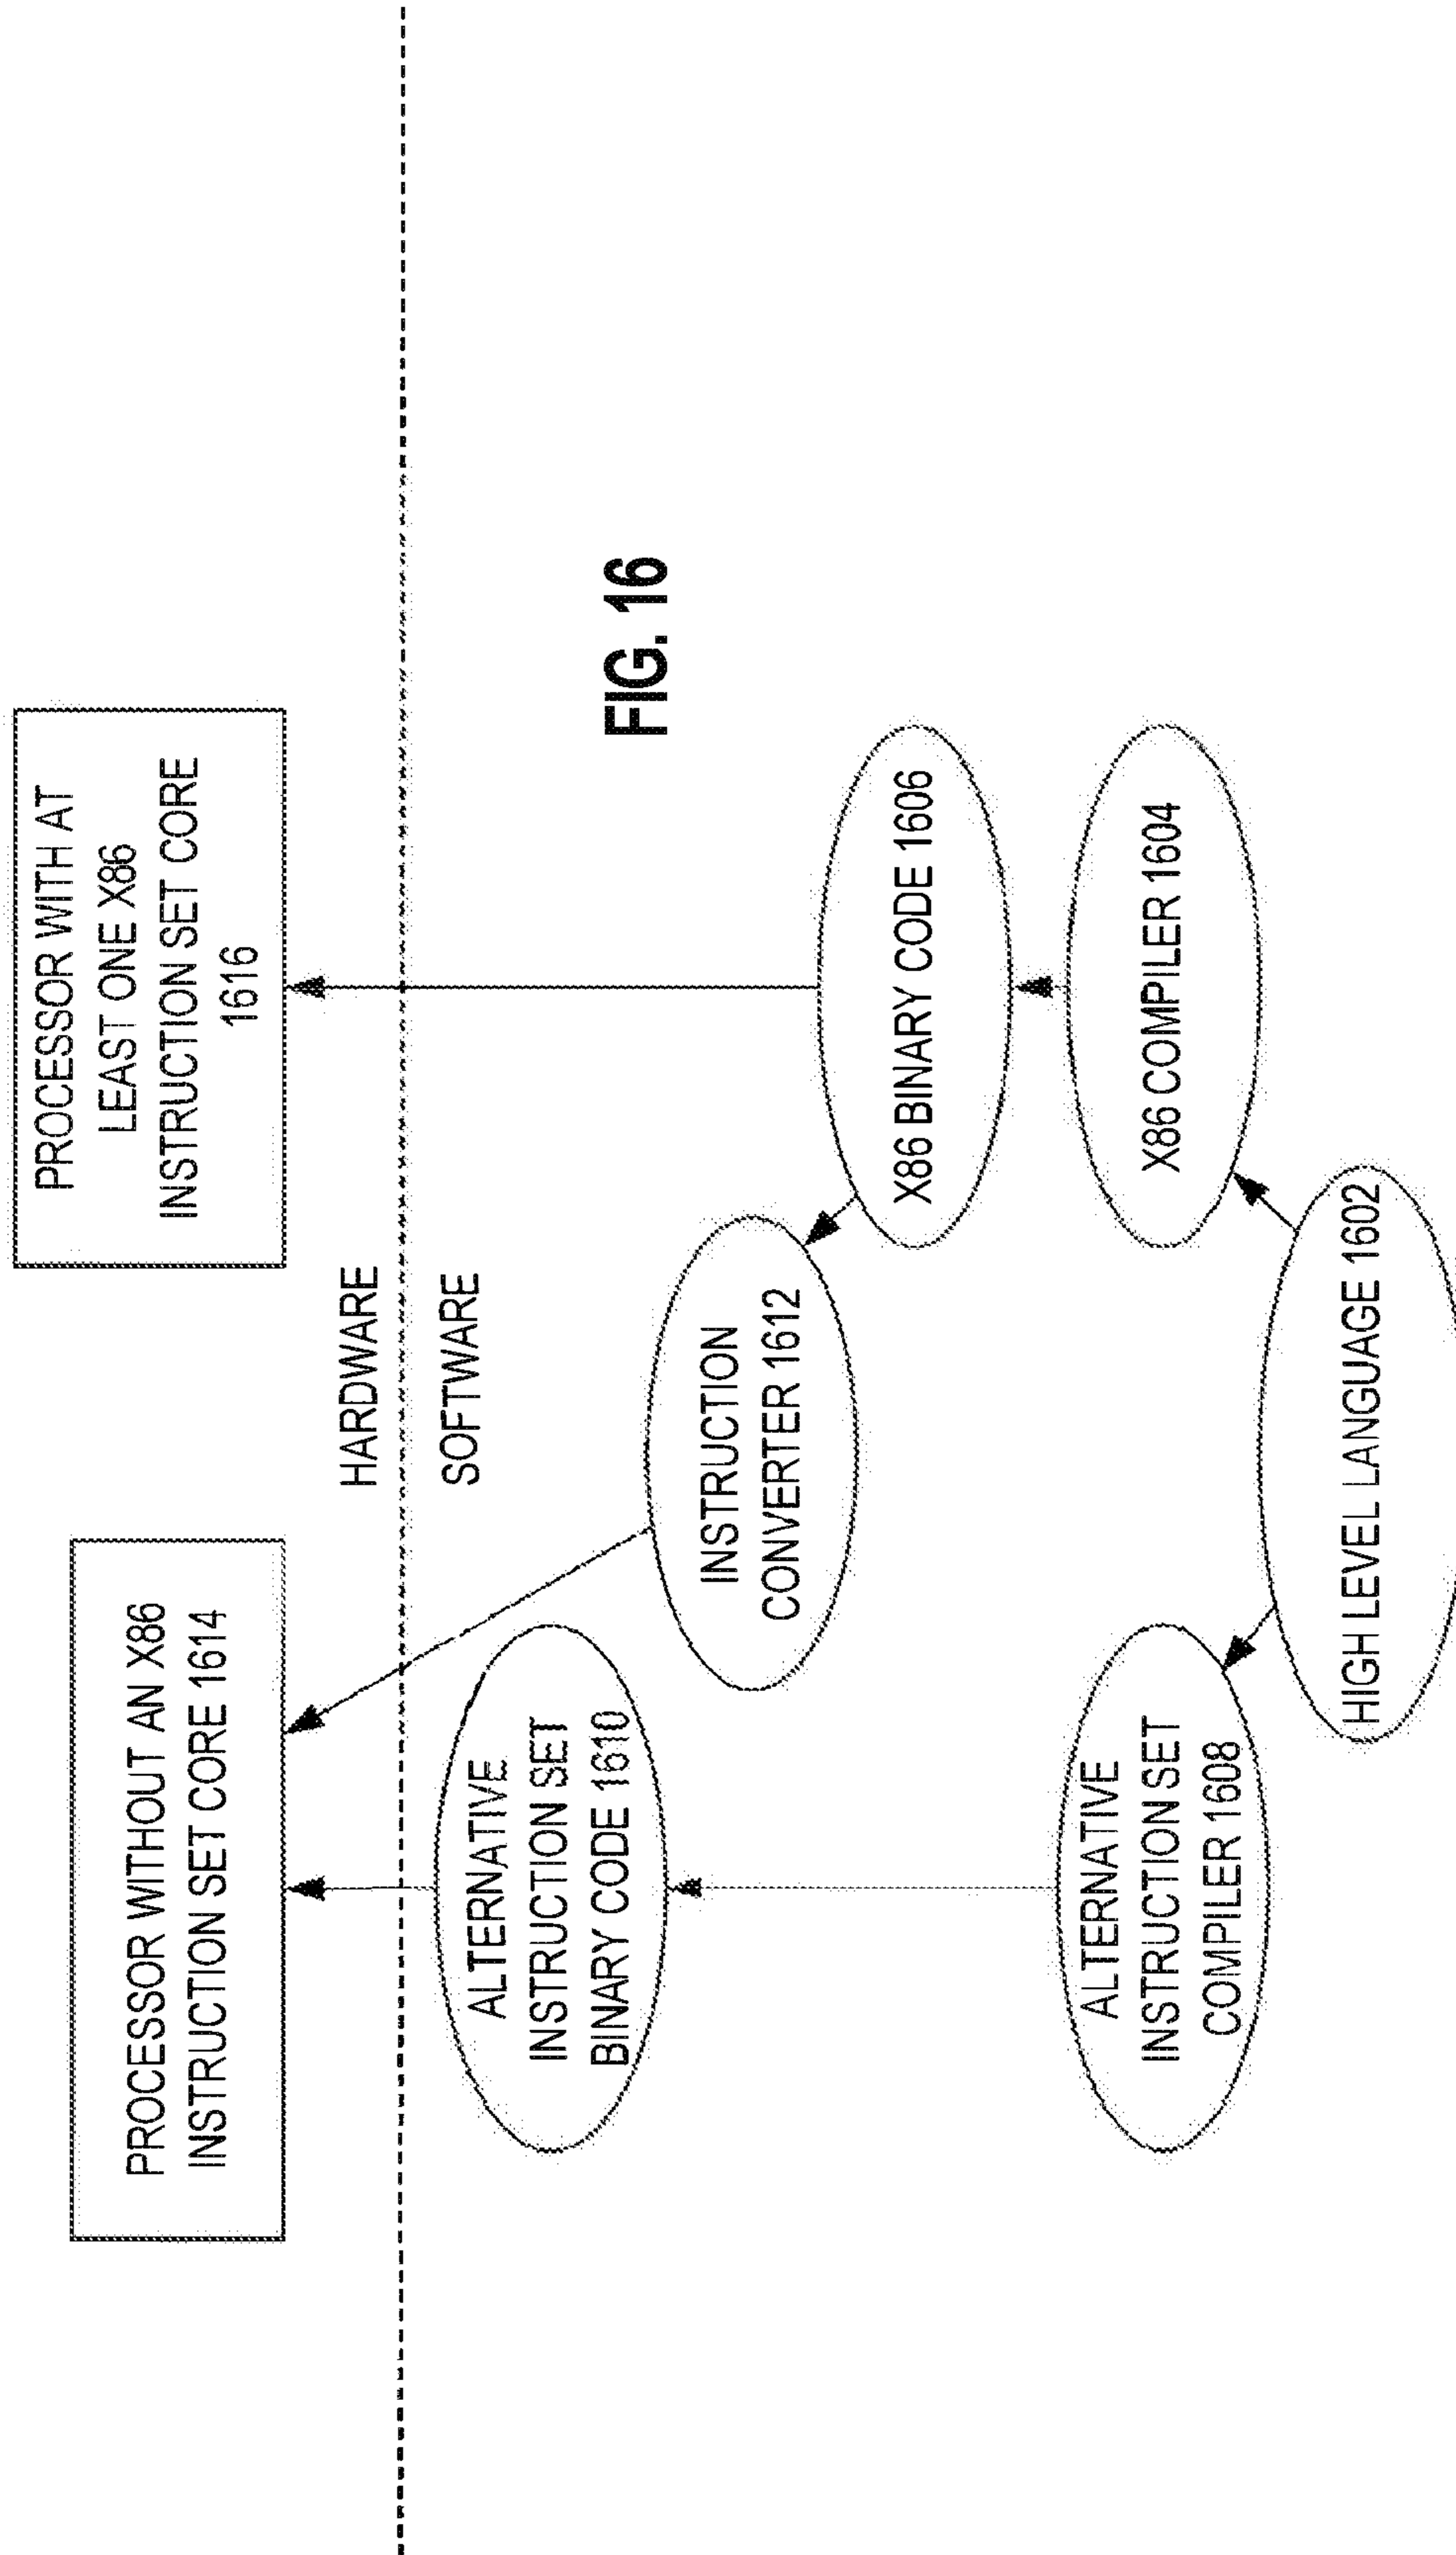 PROCESSOR WITHOUT AN X86
INSTRUCTION SET CORE 1614
PROCESSOR WITH AT
LEAST ONE X86
INSTRUCTION SET CORE
1616
HARDWARE
SOFTWARE
ALTERNATIVE
INSTRUCTION SET
BINARY CODE 1610
INSTRUCTION
CONVERTER 1612
FIG. 16
X86 BINARY CODE 1606
ALTERNATIVE
INSTRUCTION SET
COMPILER 1608
X86 COMPILER 1604
HIGH LEVEL LANGUAGE 1602